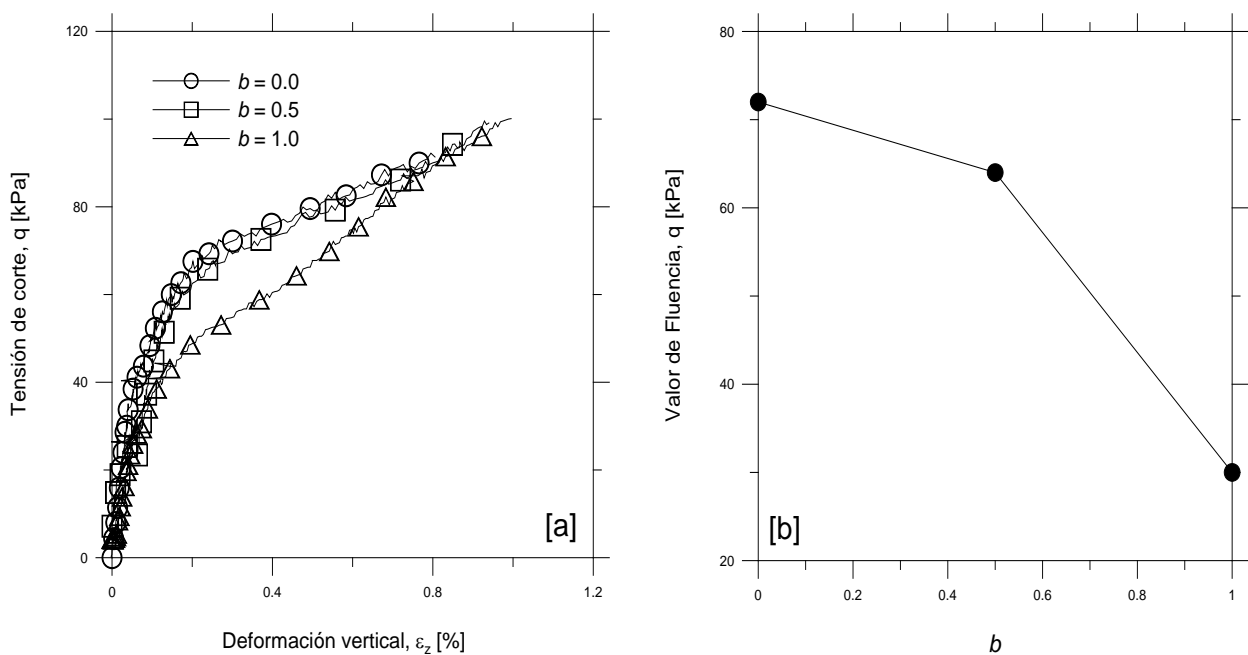 120
80
40
0
Tensión de corte, q [kPa]
b = 0.0
b = 0.5
b = 1.0
[a]
0
0.4
0.8
1.2
Deformación vertical, εz [%]
80
60
40
20
Valor de Fluencia, q [kPa]
[b]
0
0.2
0.4
0.6
0.8
1
b